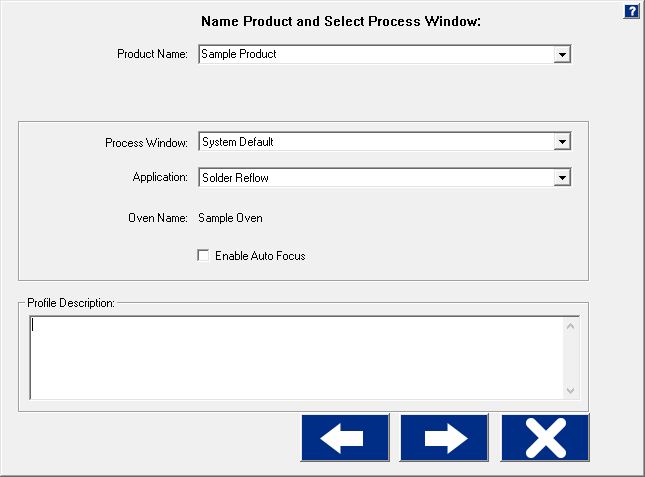 Name Product and Select Process Window:
?
Product Name: Sample Product
Process Window: System Default
Application: Solder Reflow
Oven Name: Sample Oven
Enable Auto Focus
Profile Description: